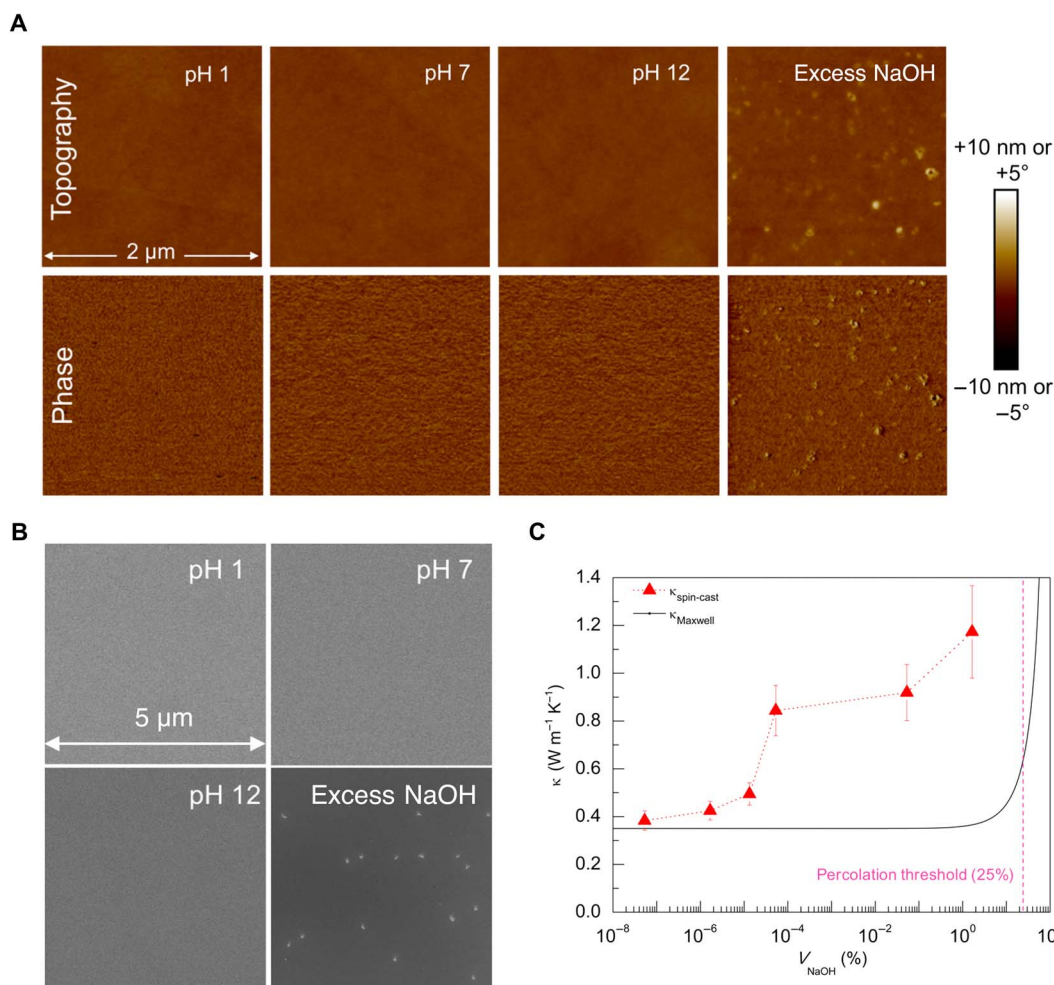 A
pH 1
pH 7
pH 12
Excess NaOH
Topography
2 μm
+10 nm or
+5°
Phase
−10 nm or
−5°
B
pH 1
pH 7
5 μm
pH 12
Excess NaOH
C
1.4
1.2
1.0
0.8
0.6
0.4
0.2
0.0
κ (W m⁻¹ K⁻¹)
κspin-cast
κMaxwell
Percolation threshold (25%)
10⁻⁸
10⁻⁶
10⁻⁴
10⁻²
10⁰
10
VNaOH (%)